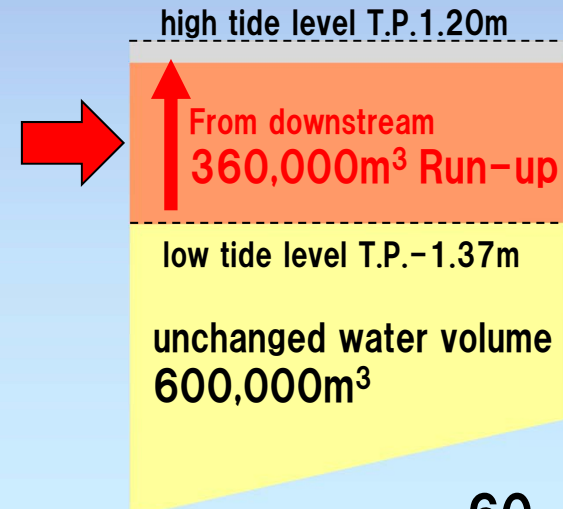 high tide level T.P.1.20m
From downstream
360,000m³ Run-up
low tide level T.P.-1.37m
unchanged water volume
600,000m³